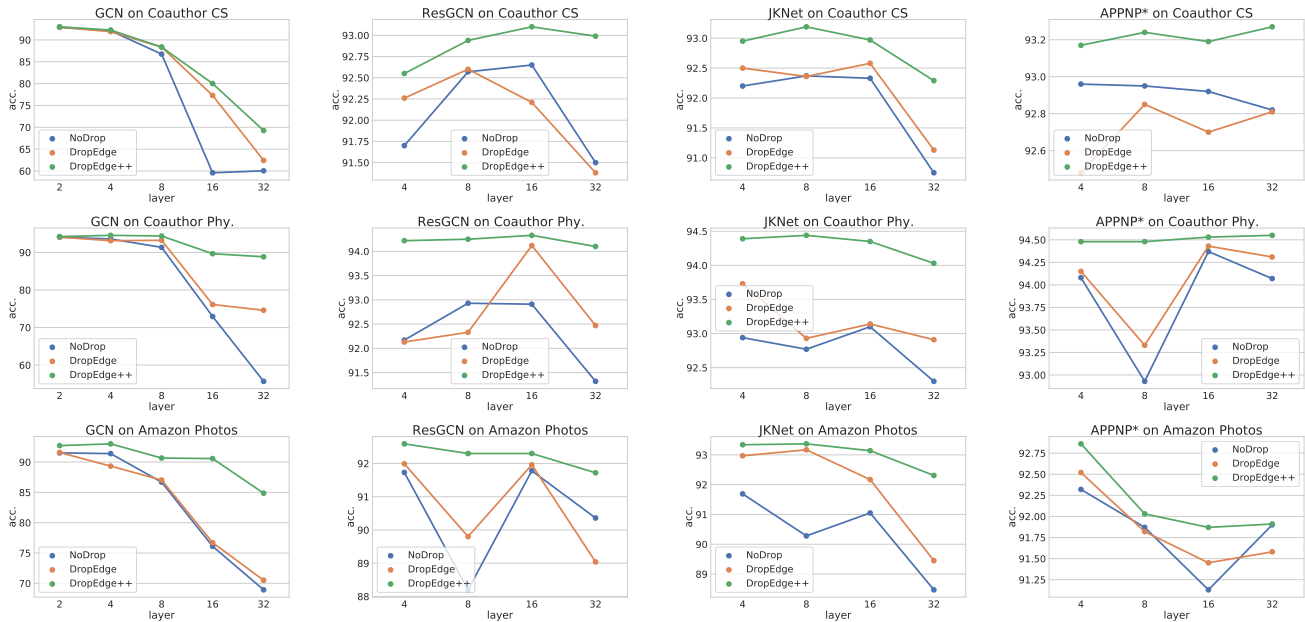 GCN on Coauthor CS
acc.
90
85
80
75
70
65
60
NoDrop
DropEdge
DropEdge++
2 4 8 16 32
layer
ResGCN on Coauthor CS
acc.
93.00
92.75
92.50
92.25
92.00
91.75
91.50
NoDrop
DropEdge
DropEdge++
4 8 16 32
layer
JKNet on Coauthor CS
acc.
93.0
92.5
92.0
91.5
91.0
NoDrop
DropEdge
DropEdge++
4 8 16 32
layer
APPNP* on Coauthor CS
acc.
93.2
93.0
92.8
92.6
NoDrop
DropEdge
DropEdge++
4 8 16 32
layer
GCN on Coauthor Phy.
acc.
90
80
70
60
NoDrop
DropEdge
DropEdge++
2 4 8 16 32
layer
ResGCN on Coauthor Phy.
acc.
94.0
93.5
93.0
92.5
92.0
91.5
NoDrop
DropEdge
DropEdge++
4 8 16 32
layer
JKNet on Coauthor Phy.
acc.
94.5
94.0
93.5
93.0
92.5
NoDrop
DropEdge
DropEdge++
4 8 16 32
layer
APPNP* on Coauthor Phy.
acc.
94.50
94.25
94.00
93.75
93.50
93.25
93.00
NoDrop
DropEdge
DropEdge++
4 8 16 32
layer
GCN on Amazon Photos
acc.
90
85
80
75
70
NoDrop
DropEdge
DropEdge++
2 4 8 16 32
layer
ResGCN on Amazon Photos
acc.
92
91
90
89
88
NoDrop
DropEdge
DropEdge++
4 8 16 32
layer
JKNet on Amazon Photos
acc.
93
92
91
90
89
NoDrop
DropEdge
DropEdge++
4 8 16 32
layer
APPNP* on Amazon Photos
acc.
92.75
92.50
92.25
92.00
91.75
91.50
91.25
NoDrop
DropEdge
DropEdge++
4 8 16 32
layer